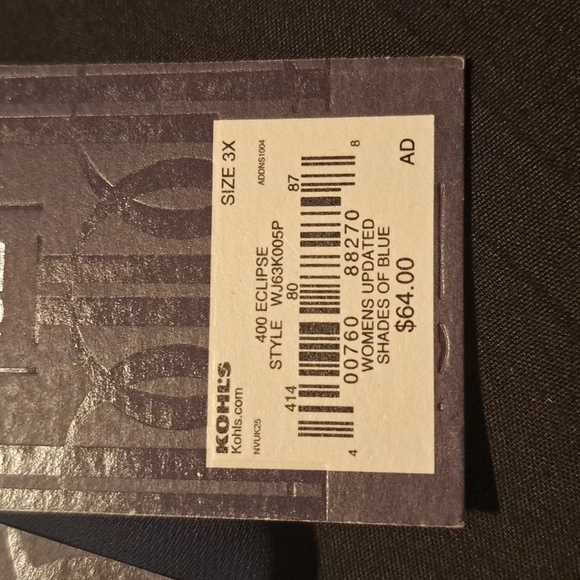 KOHL'S
Kohls.com
SIZE 3X
NVUK25
ADDNS1004
400 ECLIPSE
STYLE WJ63K005P
414 80 87
4 00760 88270 8
WOMENS UPDATED
SHADES OF BLUE
$64.00
AD